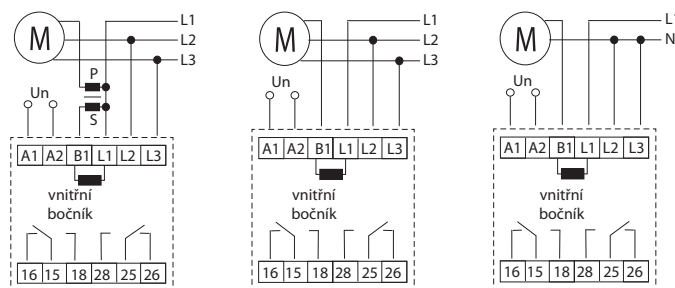 L1
M L2
P L3
Un
S
A1 A2 B1 L1 L2 L3
vnitřní
bočník
16 15 18 28 25 26
L1
M L2
L3
Un
A1 A2 B1 L1 L2 L3
vnitřní
bočník
16 15 18 28 25 26
L1
M N
Un
A1 A2 B1 L1 L2 L3
vnitřní
bočník
16 15 18 28 25 26